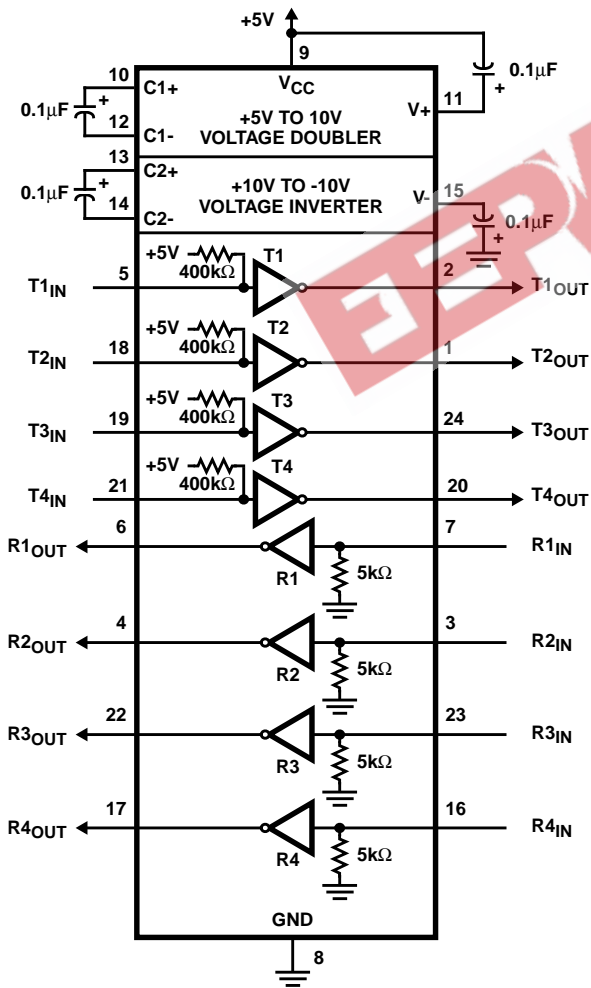 +5V
9
10
C1+
VCC
0.1µF
+
0.1µF
+
11
V+
12
C1-
+5V TO 10V
VOLTAGE DOUBLER
13
C2+
0.1µF
+
14
C2-
+10V TO -10V
VOLTAGE INVERTER
V-
15
0.1µF
+
T1IN
5
+5V
400kΩ
T1
2
T1OUT
T2IN
18
+5V
400kΩ
T2
1
T2OUT
T3IN
19
+5V
400kΩ
T3
24
T3OUT
T4IN
21
+5V
400kΩ
T4
20
T4OUT
R1OUT
6
R1
5kΩ
7
R1IN
R2OUT
4
R2
5kΩ
3
R2IN
R3OUT
22
R3
5kΩ
23
R3IN
R4OUT
17
R4
5kΩ
16
R4IN
GND
8